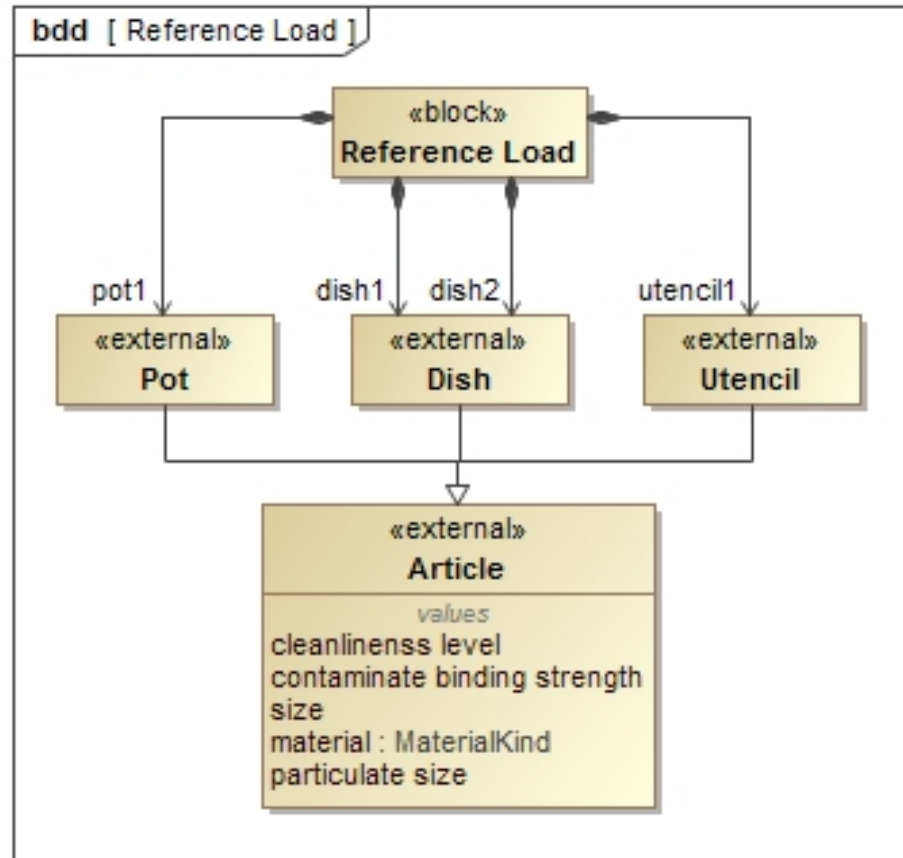 bdd [ Reference Load ]
«block»
Reference Load
pot1
dish1
dish2
utencil1
«external»
Pot
«external»
Dish
«external»
Utencil
«external»
Article
values
cleanlinenss level
contaminate binding strength
size
material : MaterialKind
particulate size